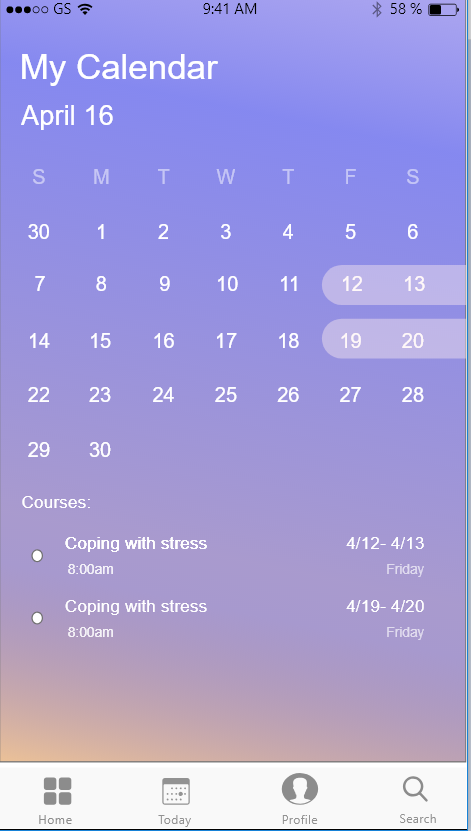 GS 9:41 AM 58 %
My Calendar
April 16
S M T W T F S
30 1 2 3 4 5 6
7 8 9 10 11 12 13
14 15 16 17 18 19 20
22 23 24 25 26 27 28
29 30
Courses:
Coping with stress 4/12- 4/13
8:00am Friday
Coping with stress 4/19- 4/20
8:00am Friday
Home Today Profile Search